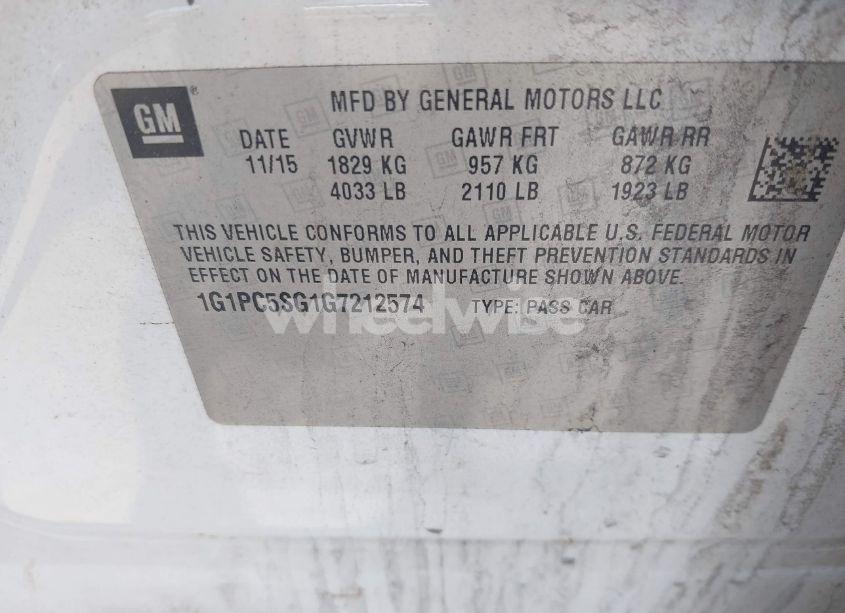 GM
MFD BY GENERAL MOTORS LLC
DATE GVWR GAWR FRT GAWR RR
11/15 1829 KG 957 KG 872 KG
4033 LB 2110 LB 1923 LB
THIS VEHICLE CONFORMS TO ALL APPLICABLE U.S. FEDERAL MOTOR
VEHICLE SAFETY, BUMPER, AND THEFT PREVENTION STANDARDS IN
EFFECT ON THE DATE OF MANUFACTURE SHOWN ABOVE.
1G1PC5SG1G7212574 TYPE: PASS CAR
wheelwise